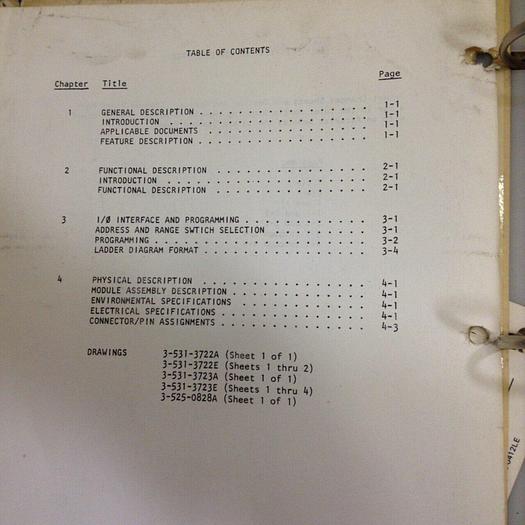 TABLE OF CONTENTS
Chapter Title Page
1 GENERAL DESCRIPTION . . . . . . . . . . . . . . . . 1-1
INTRODUCTION . . . . . . . . . . . . . . . . 1-1
APPLICABLE DOCUMENTS . . . . . . . . . . . . . . . . 1-1
FEATURE DESCRIPTION . . . . . . . . . . . . . . . . 1-1
2 FUNCTIONAL DESCRIPTION . . . . . . . . . . . . . . 2-1
INTRODUCTION . . . . . . . . . . . . . . . . 2-1
FUNCTIONAL DESCRIPTION . . . . . . . . . . . . . . 2-1
3 I/Ø INTERFACE AND PROGRAMMING . . . . . . . . . . . 3-1
ADDRESS AND RANGE SWTICH SELECTION . . . . . . . . . 3-1
PROGRAMMING . . . . . . . . . . . . . . . . . . 3-2
LADDER DIAGRAM FORMAT . . . . . . . . . . . . . . 3-4
4 PHYSICAL DESCRIPTION . . . . . . . . . . . . . . 4-1
MODULE ASSEMBLY DESCRIPTION . . . . . . . . . . . . 4-1
ENVIRONMENTAL SPECIFICATIONS . . . . . . . . . . . 4-1
ELECTRICAL SPECIFICATIONS . . . . . . . . . . . . 4-1
CONNECTOR/PIN ASSIGNMENTS . . . . . . . . . . . . 4-3
DRAWINGS 3-531-3722A (Sheet 1 of 1)
3-531-3722E (Sheets 1 thru 2)
3-531-3723A (Sheet 1 of 1)
3-531-3723E (Sheets 1 thru 4)
3-525-0828A (Sheet 1 of 1)